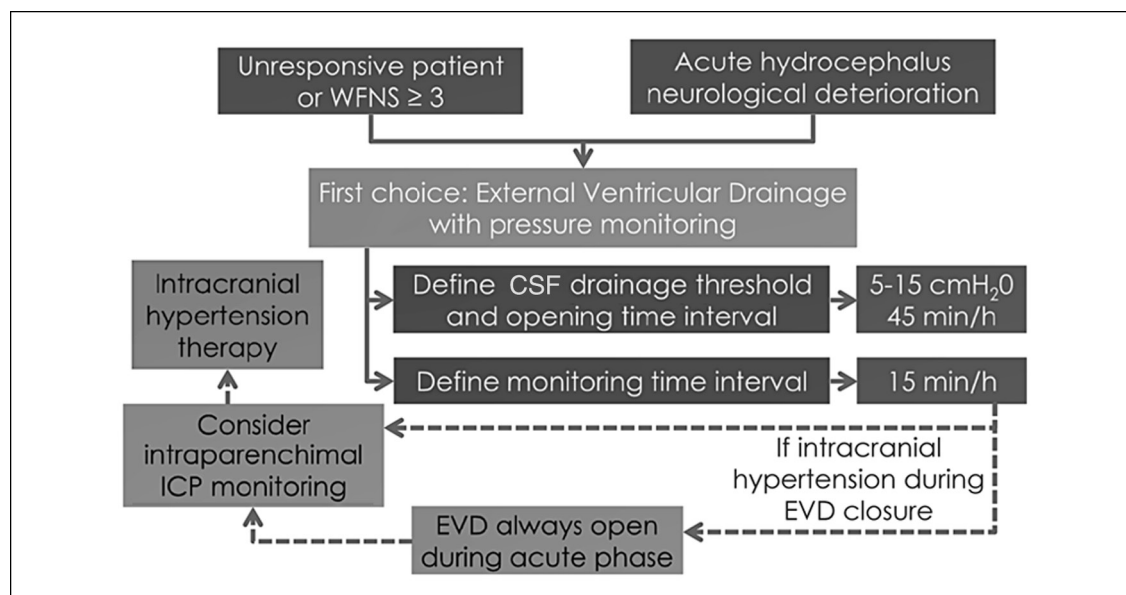 Unresponsive patient
or WFNS ≥ 3
Acute hydrocephalus
neurological deterioration
First choice: External Ventricular Drainage
with pressure monitoring
Define CSF drainage threshold
and opening time interval
5-15 cmH₂0
45 min/h
Define monitoring time interval
15 min/h
Intracranial
hypertension
therapy
Consider
intraparenchimal
ICP monitoring
If intracranial
hypertension during
EVD closure
EVD always open
during acute phase